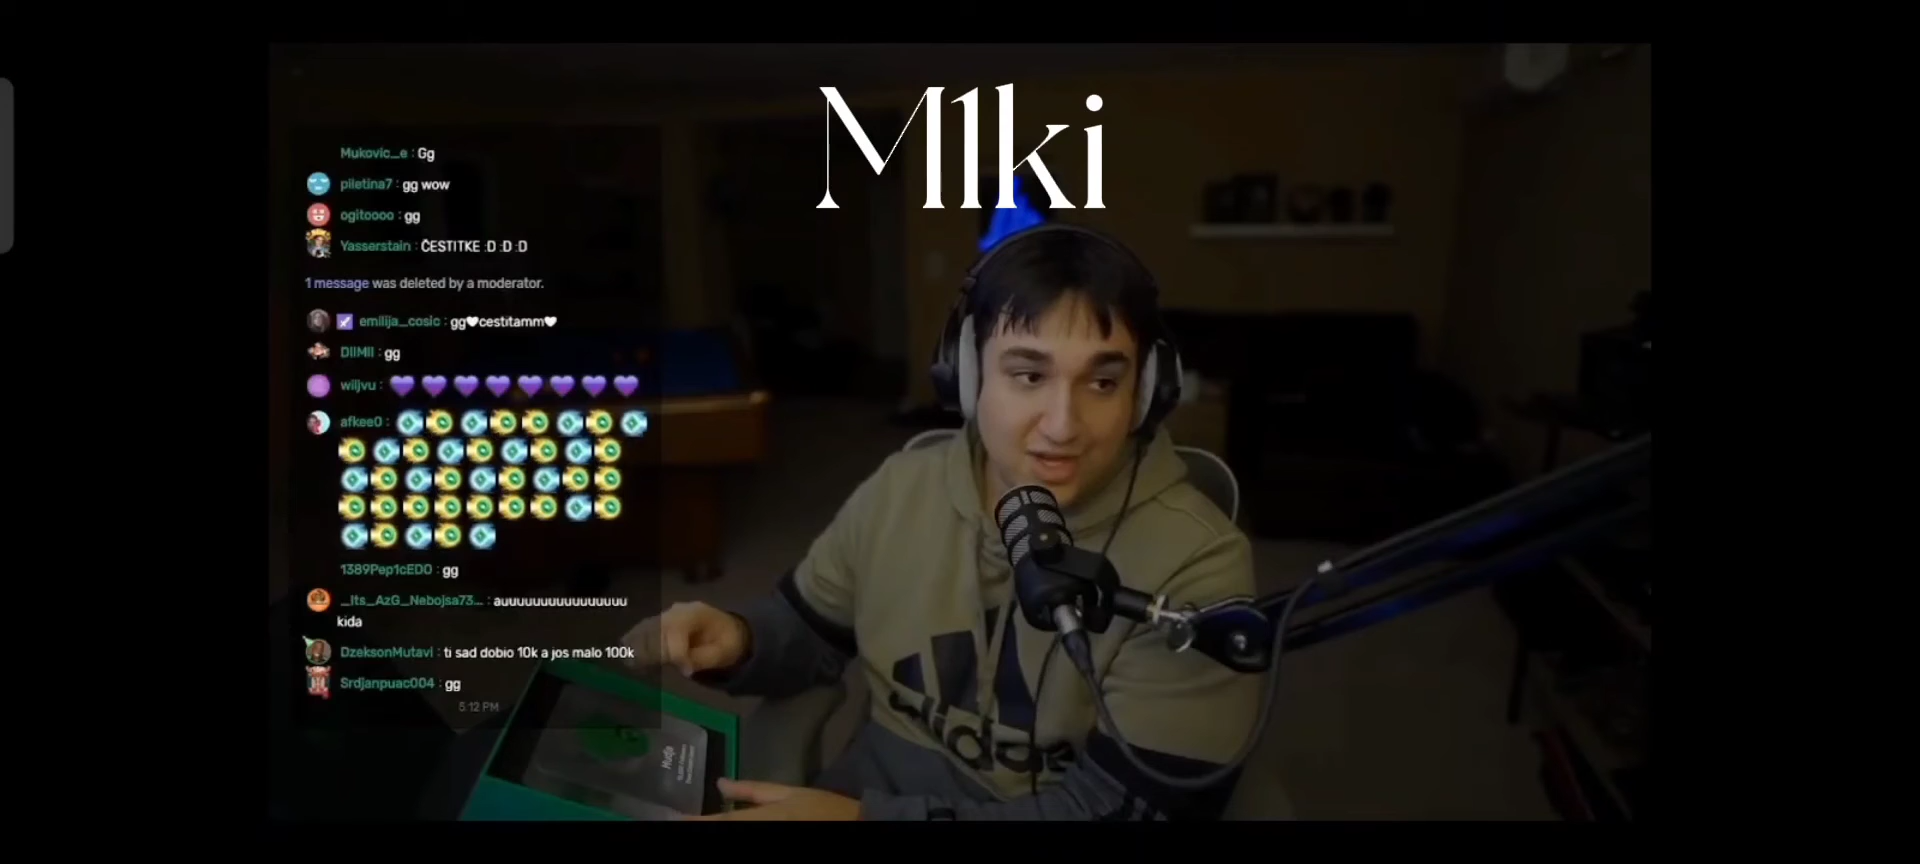 M1ki
Mukovic_e : Gg
piletina7 : gg wow
ogitoooo : gg
Yasserstain : ČESTITKE :D :D :D
1 message was deleted by a moderator.
emilija_cosic : gg🤍cestitamm🤍
DIIMII : gg
wiljvu : 💜💜💜💜💜💜💜💜
afkee0 :
1389Pep1cEDO : gg
_Its_AzG_Nebojsa73... : auuuuuuuuuuuuuuuu
kida
DzeksonMutavi : ti sad dobio 10k a jos malo 100k
Srdjanpuac004 : gg
5:12 PM
adidas